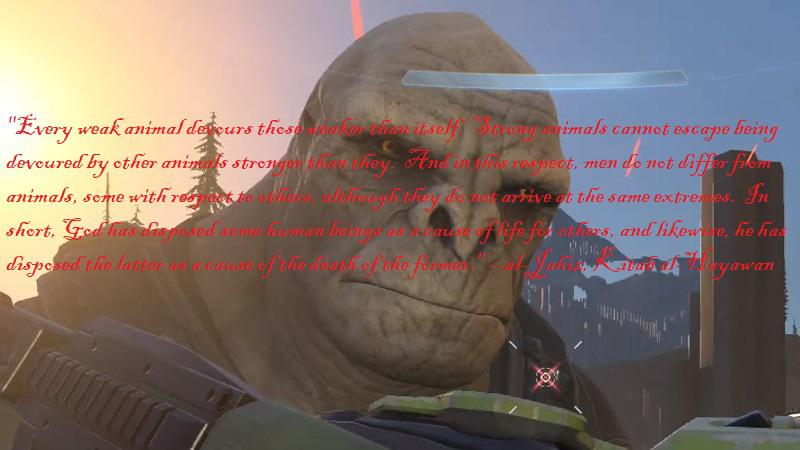 "Every weak animal devours those weaker than itself. Strong animals cannot escape being
devoured by other animals stronger than they. And in this respect, men do not differ from
animals, some with respect to others, although they do not arrive at the same extremes. In
short, God has disposed some human beings as a cause of life for others, and likewise, he has
disposed the latter as a cause of the death of the former." - al-Jahiz, Kitab al-Hayawan